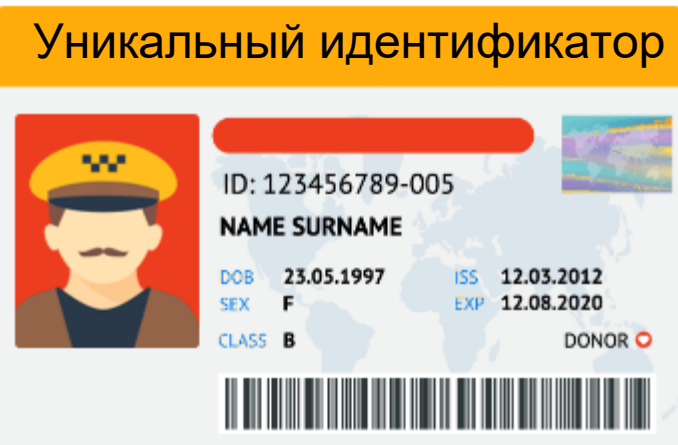 Уникальный идентификатор
ID: 123456789-005
NAME SURNAME
DOB 23.05.1997 ISS 12.03.2012
SEX F EXP 12.08.2020
CLASS B DONOR